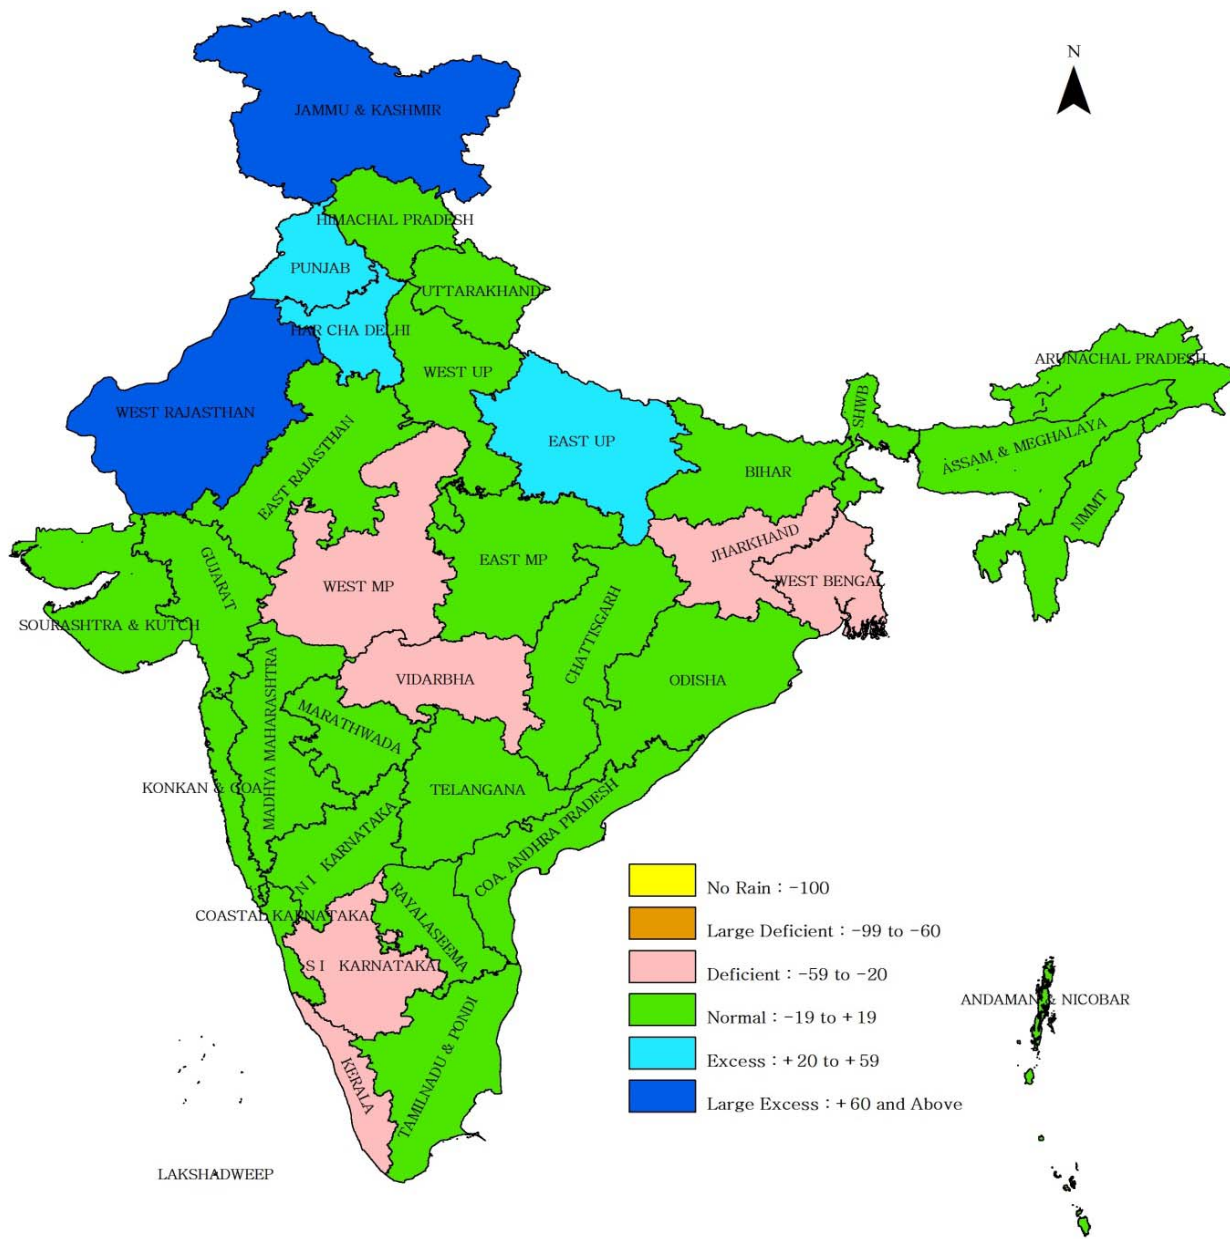 N
JAMMU & KASHMIR
HIMACHAL PRADESH
PUNJAB
UTTARAKHAND
HAR CHA DELHI
ARUNACHAL PRADESH
WEST UP
SHWB
WEST RAJASTHAN
EAST UP
ASSAM & MEGHALAYA
EAST RAJASTHAN
BIHAR
NMMT
JHARKHAND
EAST MP
GUJARAT
WEST MP
WEST BENGAL
SOURASHTRA & KUTCH
CHATTISGARH
VIDARBHA
ODISHA
MADHYA MAHARASHTRA
MARATHWADA
KONKAN & GOA
TELANGANA
COA. ANDHRA PRADESH
N I KARNATAKA
COASTAL KARNATAKA
RAYALASEEMA
S I KARNATAKA
ANDAMAN & NICOBAR
TAMILNADU & PONDI
KERALA
LAKSHADWEEP
No Rain : -100
Large Deficient : -99 to -60
Deficient : -59 to -20
Normal : -19 to +19
Excess : +20 to +59
Large Excess : +60 and Above